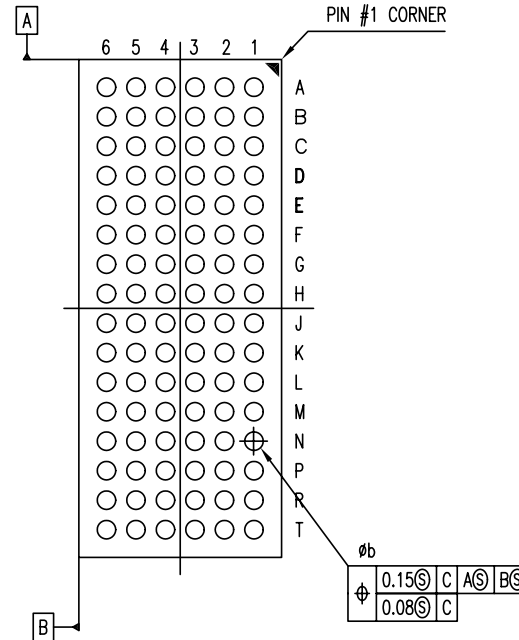 A
PIN #1 CORNER
6 5 4 3 2 1
A
B
C
D
E
F
G
H
J
K
L
M
N
P
R
T
øb
⌖ 0.15Ⓢ C AⓈ BⓈ
0.08Ⓢ C
B